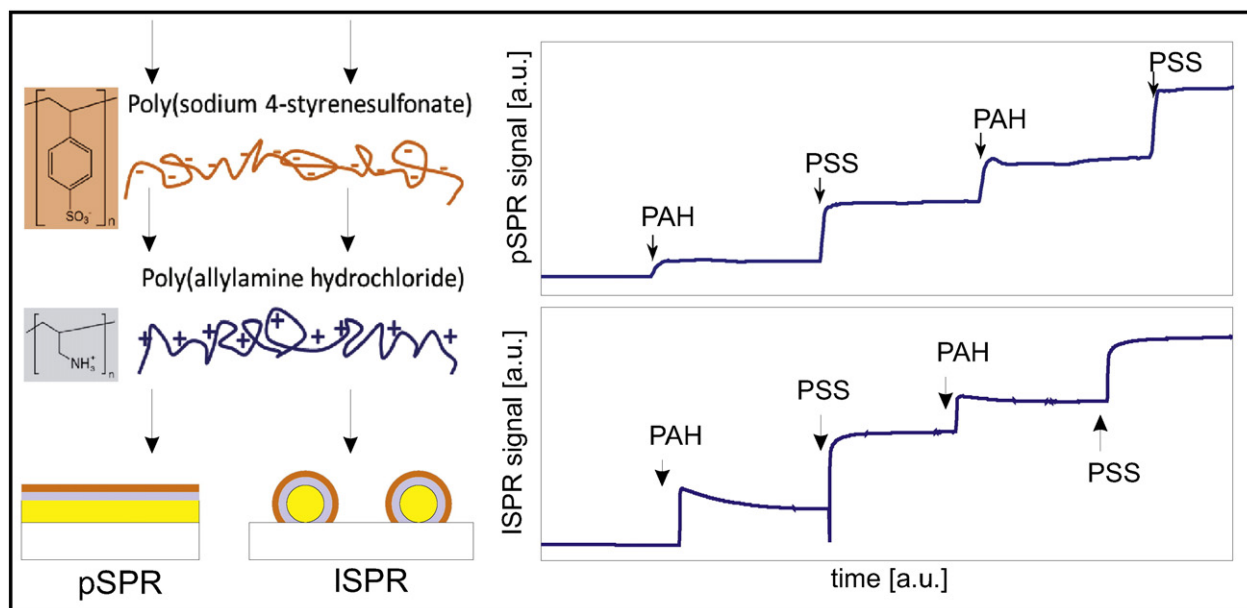 Poly(sodium 4-styrenesulfonate)
n
SO₃⁻
- - - - - - - - - - -
Poly(allylamine hydrochloride)
+ + + + + + + + +
NH₃⁺
n
pSPR
lSPR
pSPR signal [a.u.]
PAH
PSS
PAH
PSS
lSPR signal [a.u.]
PAH
PSS
PAH
PSS
time [a.u.]